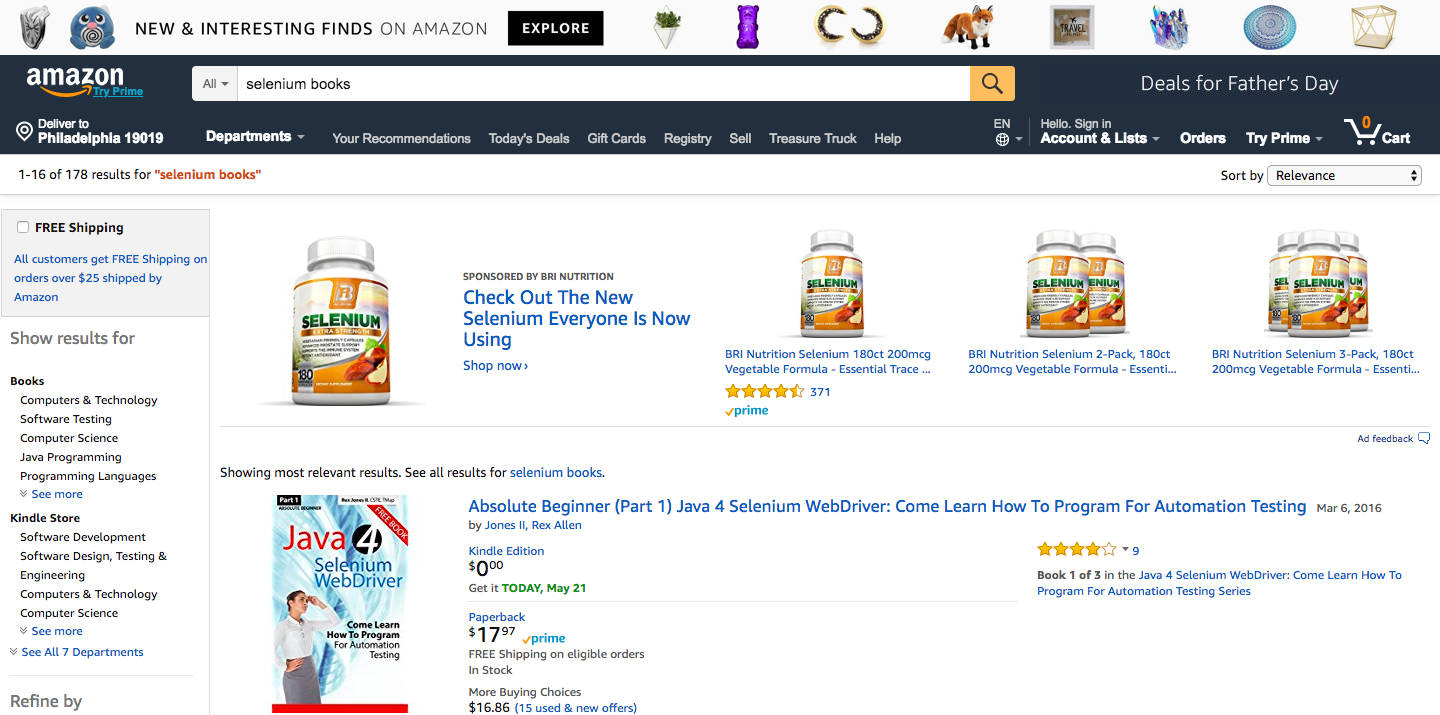 NEW & INTERESTING FINDS ON AMAZON EXPLORE
TRAVEL
amazon
Try Prime
All
selenium books
Deals for Father's Day
Deliver to
Philadelphia 19019
Departments
Your Recommendations
Today's Deals
Gift Cards
Registry
Sell
Treasure Truck
Help
EN
Hello. Sign in
Account & Lists
Orders
Try Prime
0
Cart
1-16 of 178 results for "selenium books"
Sort by Relevance
FREE Shipping
All customers get FREE Shipping on
orders over $25 shipped by
Amazon
Show results for
Books
Computers & Technology
Software Testing
Computer Science
Java Programming
Programming Languages
See more
Kindle Store
Software Development
Software Design, Testing &
Engineering
Computers & Technology
Computer Science
See more
See All 7 Departments
Refine by
B
SELENIUM
EXTRA STRENGTH
180
SPONSORED BY BRI NUTRITION
Check Out The New
Selenium Everyone Is Now
Using
Shop now ›
SELENIUM
BRI Nutrition Selenium 180ct 200mcg
Vegetable Formula - Essential Trace ...
371
prime
SELENIUM
BRI Nutrition Selenium 2-Pack, 180ct
200mcg Vegetable Formula - Essenti...
SELENIUM
BRI Nutrition Selenium 3-Pack, 180ct
200mcg Vegetable Formula - Essenti...
Ad feedback
Showing most relevant results. See all results for selenium books.
Part 1 Rex Jones II, CSTE, TMap
ABSOLUTE BEGINNER
FREE BOOK
Java 4
Selenium
WebDriver
Come Learn
How To Program
For Automation
Testing
Absolute Beginner (Part 1) Java 4 Selenium WebDriver: Come Learn How To Program For Automation Testing Mar 6, 2016
by Jones II, Rex Allen
Kindle Edition
$0 00
Get it TODAY, May 21
Paperback
$17 97 prime
FREE Shipping on eligible orders
In Stock
More Buying Choices
$16.86 (15 used & new offers)
9
Book 1 of 3 in the Java 4 Selenium WebDriver: Come Learn How To
Program For Automation Testing Series